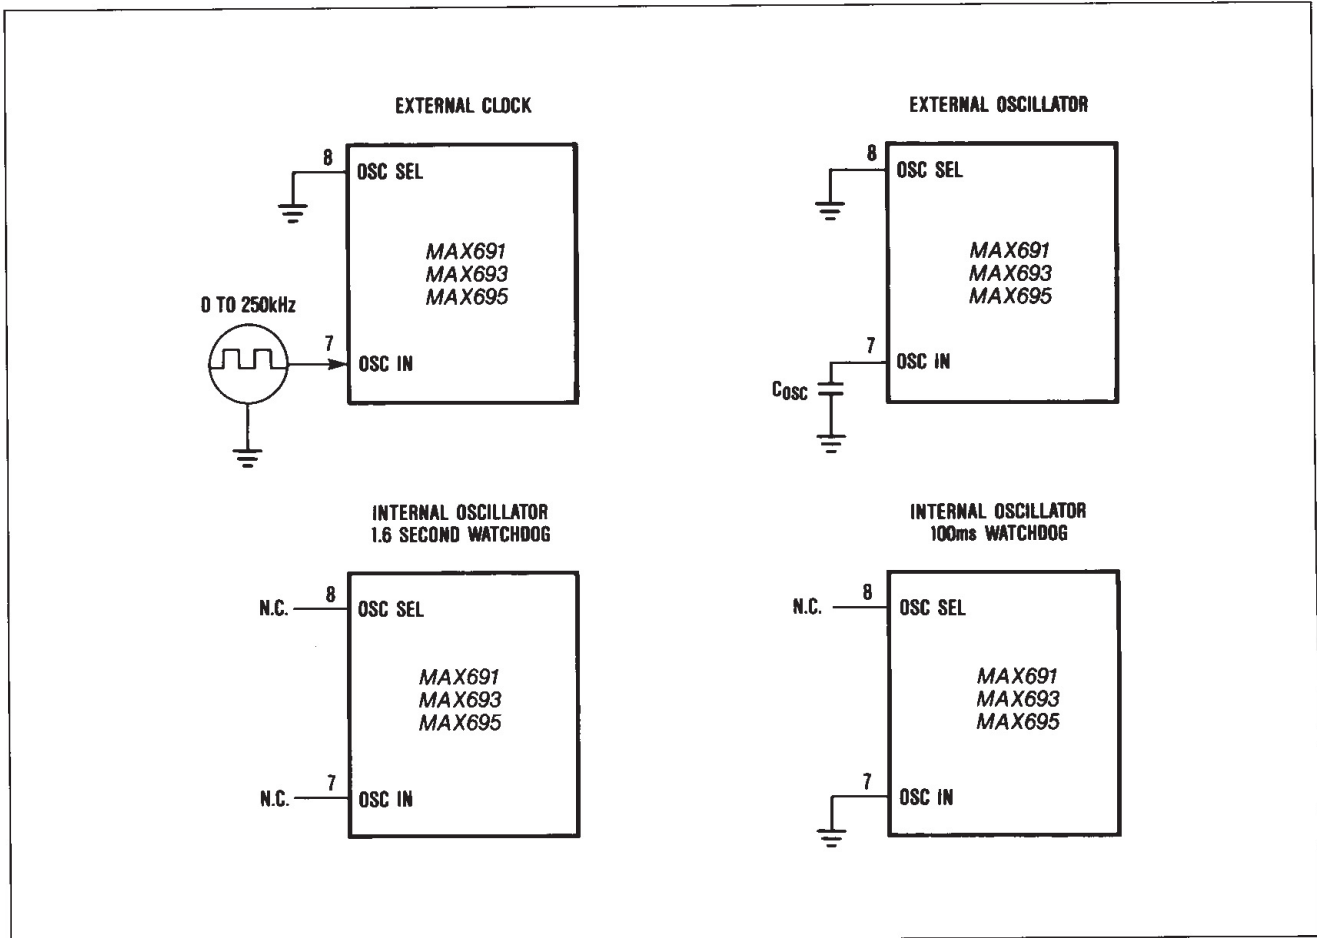 EXTERNAL CLOCK
8
OSC SEL
MAX691
MAX693
MAX695
0 TO 250kHz
7
OSC IN
EXTERNAL OSCILLATOR
8
OSC SEL
MAX691
MAX693
MAX695
7
OSC IN
COSC
INTERNAL OSCILLATOR
1.6 SECOND WATCHDOG
N.C.
8
OSC SEL
MAX691
MAX693
MAX695
N.C.
7
OSC IN
INTERNAL OSCILLATOR
100ms WATCHDOG
N.C.
8
OSC SEL
MAX691
MAX693
MAX695
7
OSC IN